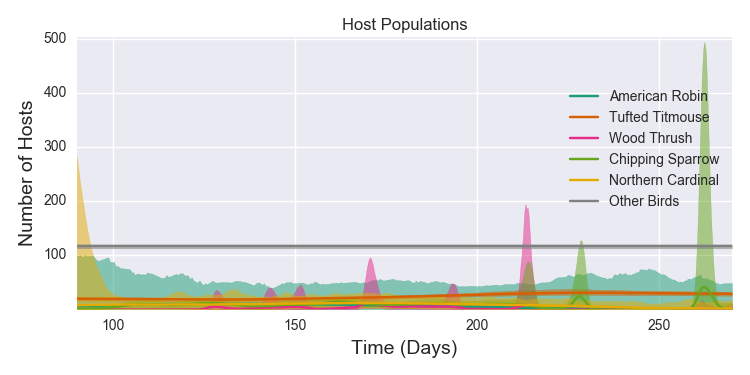 Host Populations
500
400
300
200
100
Number of Hosts
American Robin
Tufted Titmouse
Wood Thrush
Chipping Sparrow
Northern Cardinal
Other Birds
100 150 200 250
Time (Days)